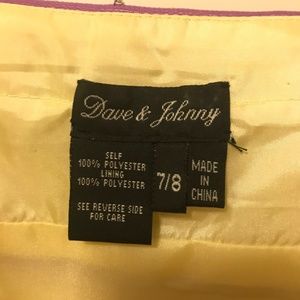 Dave & Johnny
SELF
100% POLYESTER
LINING
100% POLYESTER
SEE REVERSE SIDE
FOR CARE
7/8
MADE
IN
CHINA